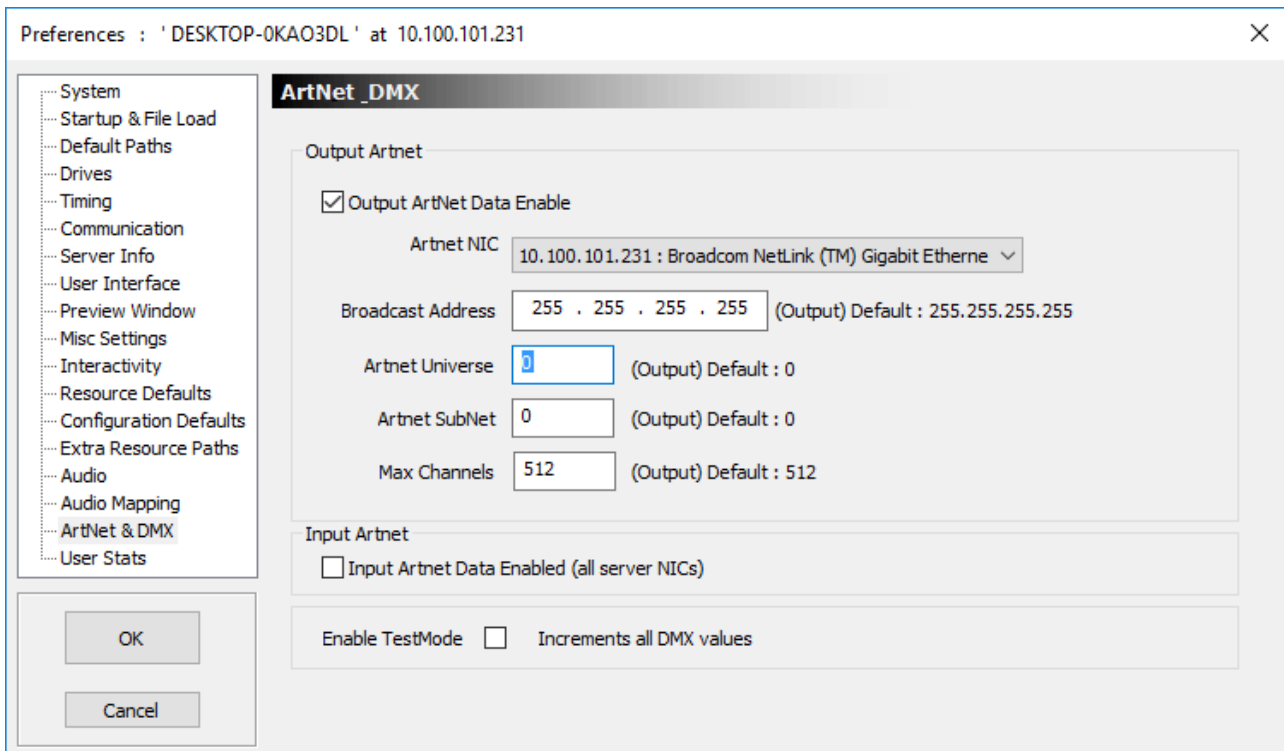 Preferences : 'DESKTOP-0KAO3DL' at 10.100.101.231
System
Startup & File Load
Default Paths
Drives
Timing
Communication
Server Info
User Interface
Preview Window
Misc Settings
Interactivity
Resource Defaults
Configuration Defaults
Extra Resource Paths
Audio
Audio Mapping
ArtNet & DMX
User Stats
OK
Cancel
ArtNet _DMX
Output Artnet
Output ArtNet Data Enable
Artnet NIC 10.100.101.231 : Broadcom NetLink (TM) Gigabit Etherne
Broadcast Address 255 . 255 . 255 . 255 (Output) Default : 255.255.255.255
Artnet Universe 0 (Output) Default : 0
Artnet SubNet 0 (Output) Default : 0
Max Channels 512 (Output) Default : 512
Input Artnet
Input Artnet Data Enabled (all server NICs)
Enable TestMode Increments all DMX values